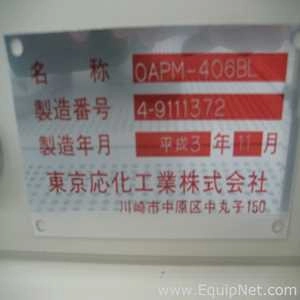 名 称 OAPM-406BL
製造番号 4-9111372
製造年月 平成3年11月
東京応化工業株式会社
川崎市中原区中丸子150
www.EquipNet.com